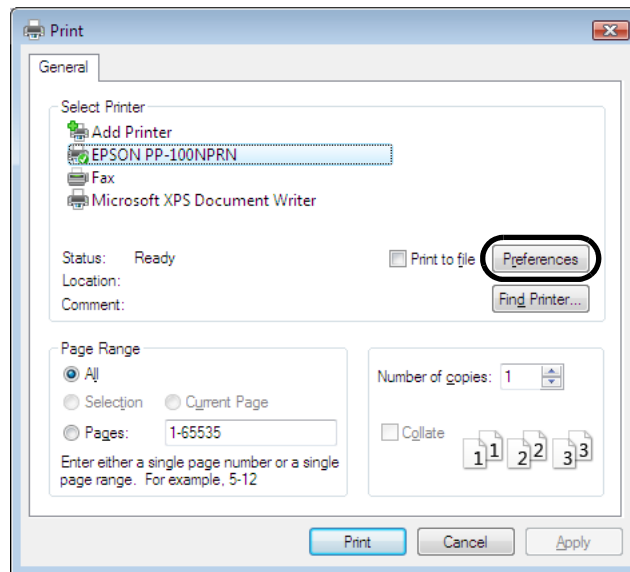 Print
General
Select Printer
Add Printer
EPSON PP-100NPRN
Fax
Microsoft XPS Document Writer
Status: Ready
Print to file
Preferences
Location:
Comment:
Find Printer...
Page Range
All
Selection
Current Page
Pages: 1-65535
Enter either a single page number or a single
page range. For example, 5-12
Number of copies: 1
Collate
1 1 2 2 3 3
Print
Cancel
Apply